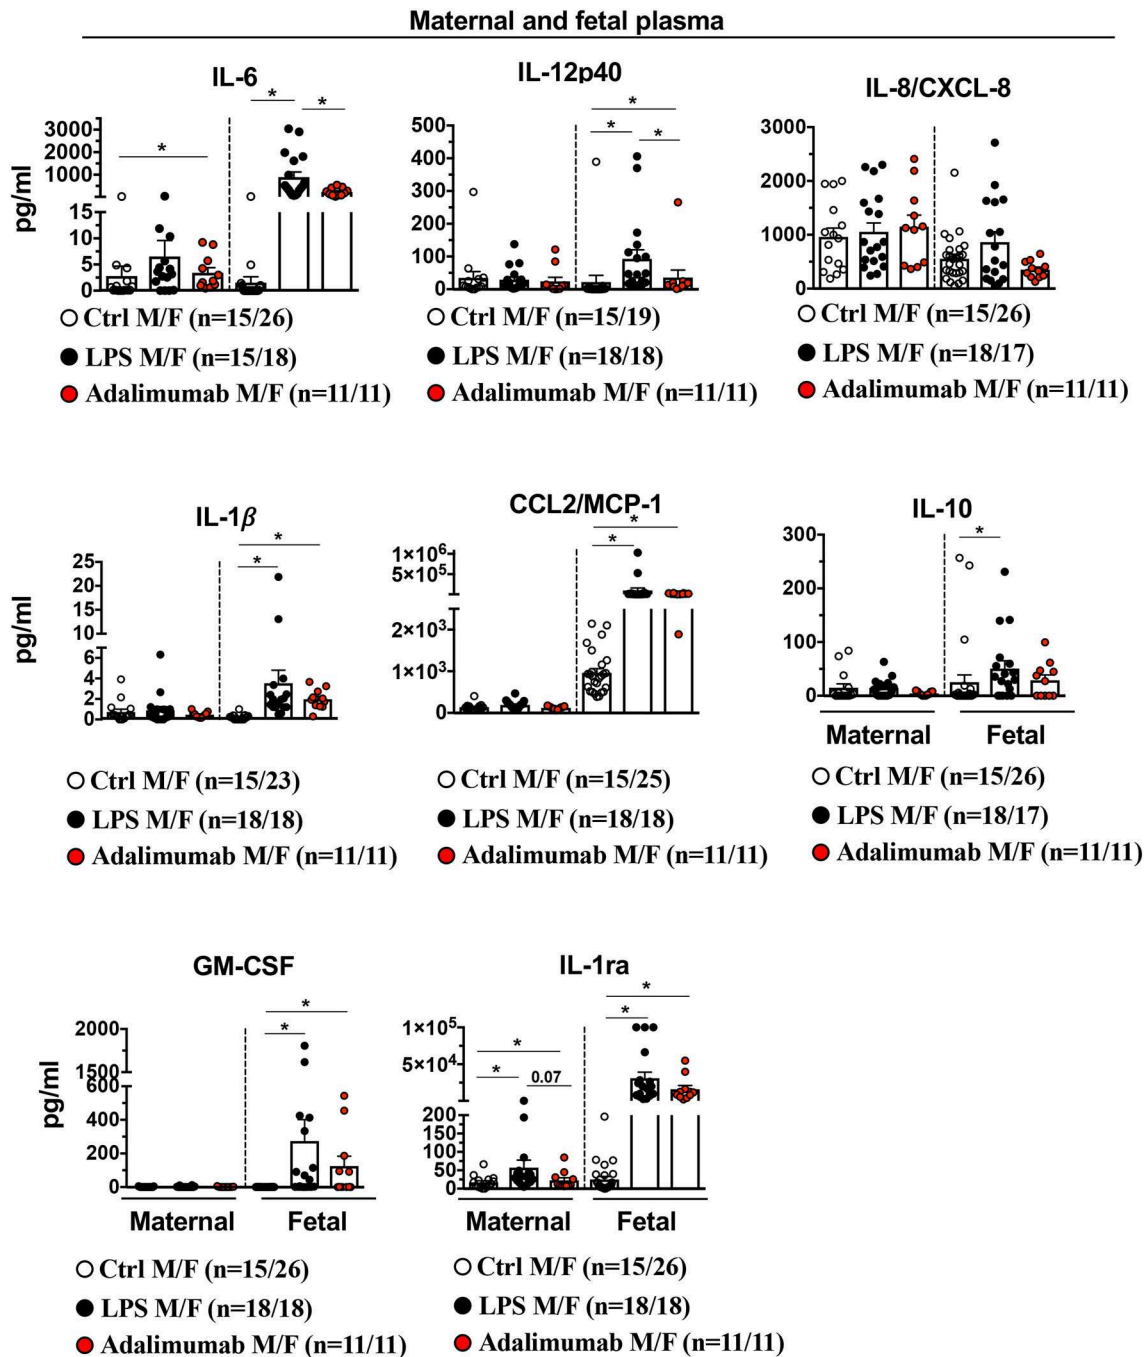 Maternal and fetal plasma
IL-6
IL-12p40
IL-8/CXCL-8
pg/ml
3000
2000
1000
15
10
5
0
*
*
*
500
400
300
200
100
0
*
*
*
3000
2000
1000
0
Ctrl M/F (n=15/26)
LPS M/F (n=15/18)
Adalimumab M/F (n=11/11)
Ctrl M/F (n=15/19)
LPS M/F (n=18/18)
Adalimumab M/F (n=11/11)
Ctrl M/F (n=15/26)
LPS M/F (n=18/17)
Adalimumab M/F (n=11/11)
IL-1β
CCL2/MCP-1
IL-10
pg/ml
25
20
15
10
6
4
2
0
*
*
1×10⁶
5×10⁵
2×10³
1×10³
0
*
*
300
200
100
0
*
Maternal
Fetal
Ctrl M/F (n=15/23)
LPS M/F (n=18/18)
Adalimumab M/F (n=11/11)
Ctrl M/F (n=15/25)
LPS M/F (n=18/18)
Adalimumab M/F (n=11/11)
Ctrl M/F (n=15/26)
LPS M/F (n=18/17)
Adalimumab M/F (n=11/11)
GM-CSF
IL-1ra
pg/ml
2000
1500
600
400
200
0
*
*
Maternal
Fetal
1×10⁵
5×10⁴
200
150
100
50
25
0
*
*
0.07
*
*
Maternal
Fetal
Ctrl M/F (n=15/26)
LPS M/F (n=18/18)
Adalimumab M/F (n=11/11)
Ctrl M/F (n=15/26)
LPS M/F (n=18/18)
Adalimumab M/F (n=11/11)